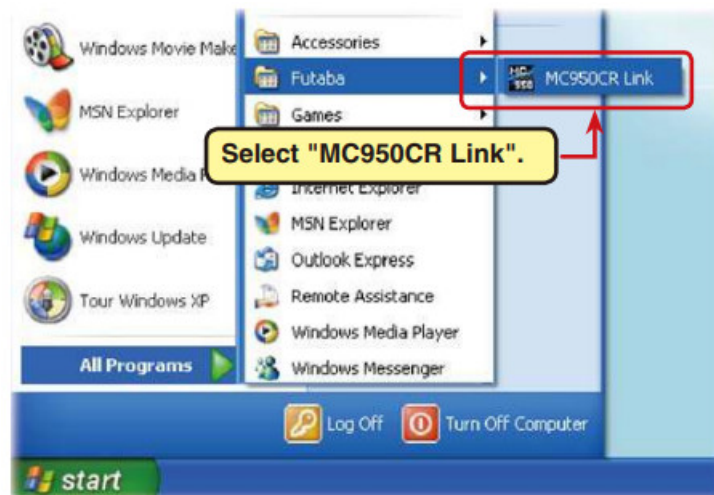 Windows Movie Make
MSN Explorer
Windows Media P
Windows Update
Tour Windows XP
All Programs
Accessories
Futaba
Games
Select "MC950CR Link".
Internet Explorer
MSN Explorer
Outlook Express
Remote Assistance
Windows Media Player
Windows Messenger
MC950CR Link
Log Off
Turn Off Computer
start